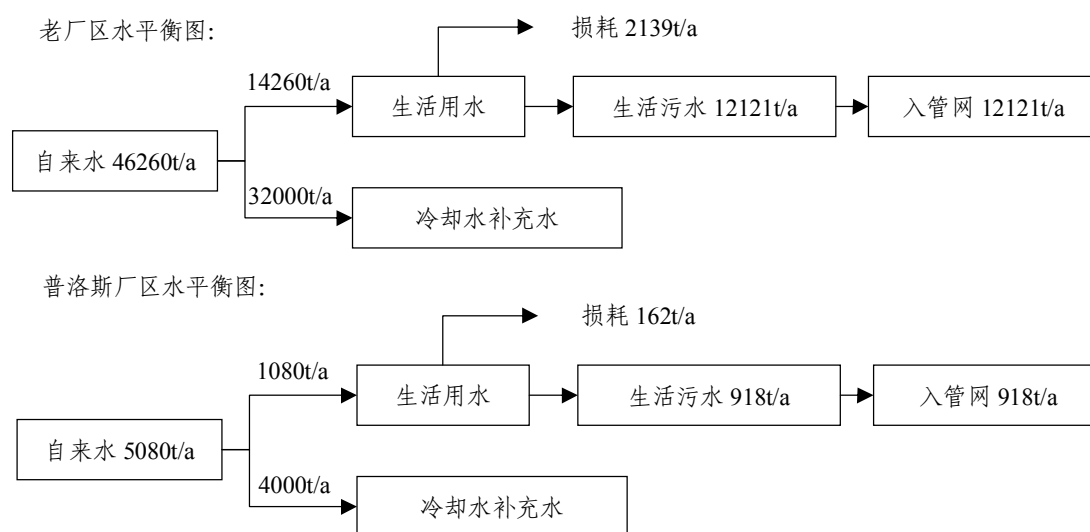 老厂区水平衡图:
损耗 2139t/a
14260t/a
生活用水
生活污水 12121t/a
入管网 12121t/a
自来水 46260t/a
32000t/a
冷却水补充水
普洛斯厂区水平衡图:
损耗 162t/a
1080t/a
生活用水
生活污水 918t/a
入管网 918t/a
自来水 5080t/a
4000t/a
冷却水补充水